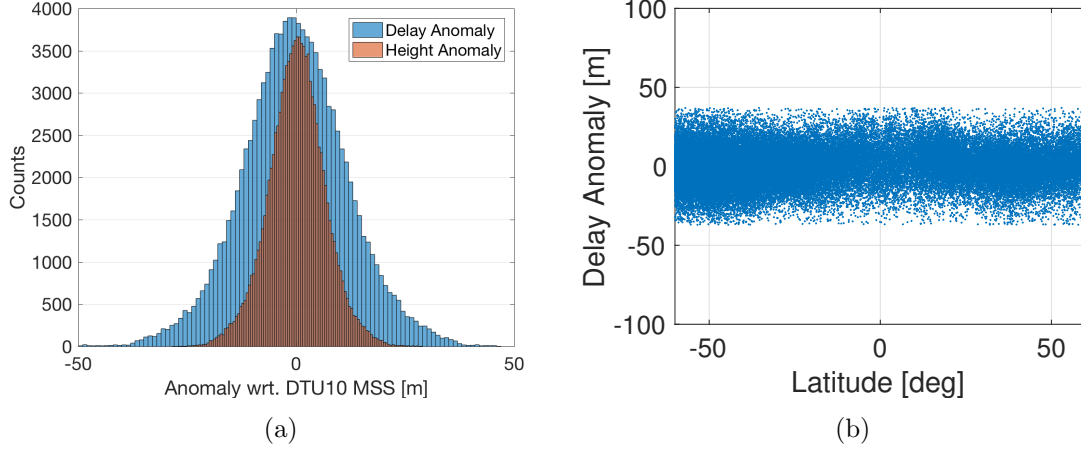 4000
3500
3000
2500
2000
1500
1000
500
0
Counts
-50
0
50
Anomaly wrt. DTU10 MSS [m]
Delay Anomaly
Height Anomaly
(a)
100
50
0
-50
-100
Delay Anomaly [m]
-50
0
50
Latitude [deg]
(b)